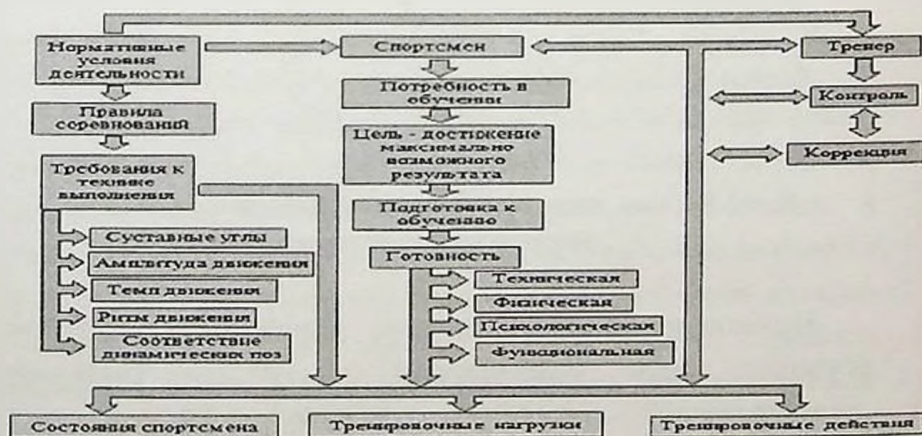 Нормативные
условия
деятельности
Спортсмен
Тренер
Потребность в
обучении
Контроль
Правила
соревнований
Цель - достижение
максимально
возможного
результата
Коррекция
Требования к
технике
выполнения
Подготовка к
обучению
Суставные углы
Готовность
Амплитуда движения
Техническая
Темп движения
Физическая
Ритм движения
Психологическая
Соответствие
динамических поз
Функциональная
Состояния спортсмена
Тренировочные нагрузки
Тренировочные действия